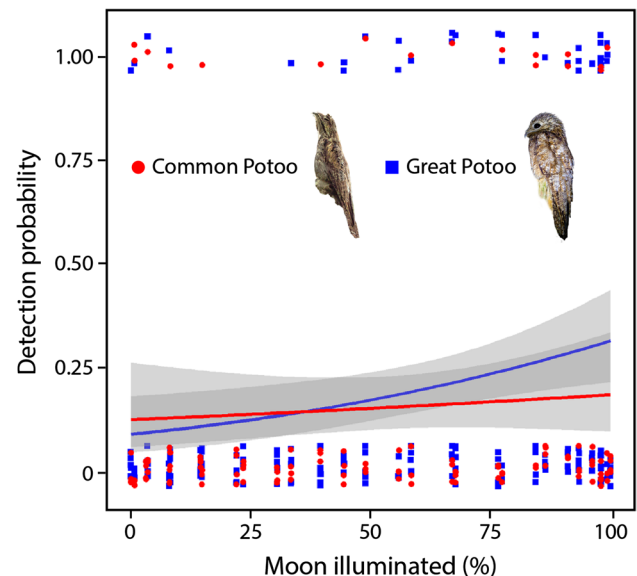 1.00
0.75
0.50
0.25
0
Detection probability
Common Potoo
Great Potoo
0 25 50 75 100
Moon illuminated (%)